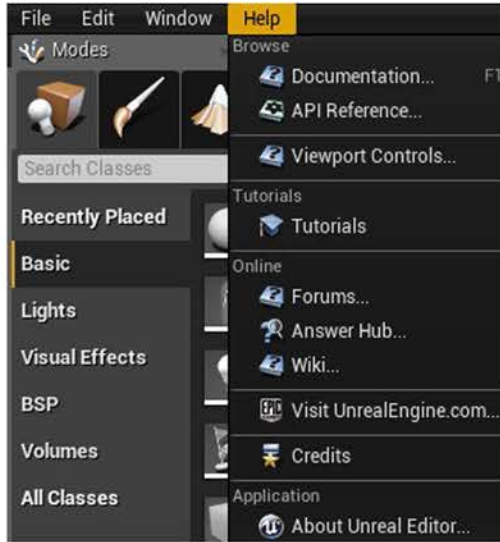 File Edit Window Help
Modes
Search Classes
Recently Placed
Basic
Lights
Visual Effects
BSP
Volumes
All Classes
Browse
Documentation... F1
API Reference...
Viewport Controls...
Tutorials
Tutorials
Online
Forums...
Answer Hub...
Wiki...
EPIC Visit UnrealEngine.com...
Credits
Application
About Unreal Editor...